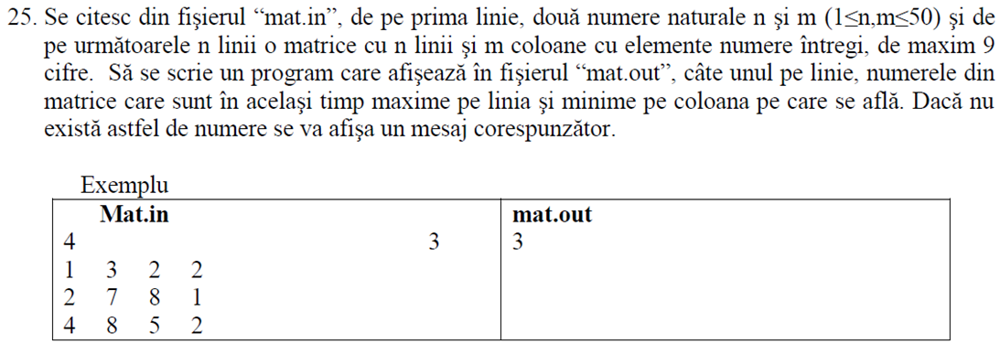 25. Se citesc din fişierul “mat.in”, de pe prima linie, două numere naturale n şi m (1≤n,m≤50) şi de
pe următoarele n linii o matrice cu n linii şi m coloane cu elemente numere întregi, de maxim 9
cifre.  Să se scrie un program care afişează în fişierul “mat.out”, câte unul pe linie, numerele din
matrice care sunt în acelaşi timp maxime pe linia şi minime pe coloana pe care se află. Dacă nu
există astfel de numere se va afişa un mesaj corespunzător.
Exemplu
Mat.in mat.out
4 3 3
1 3 2 2
2 7 8 1
4 8 5 2